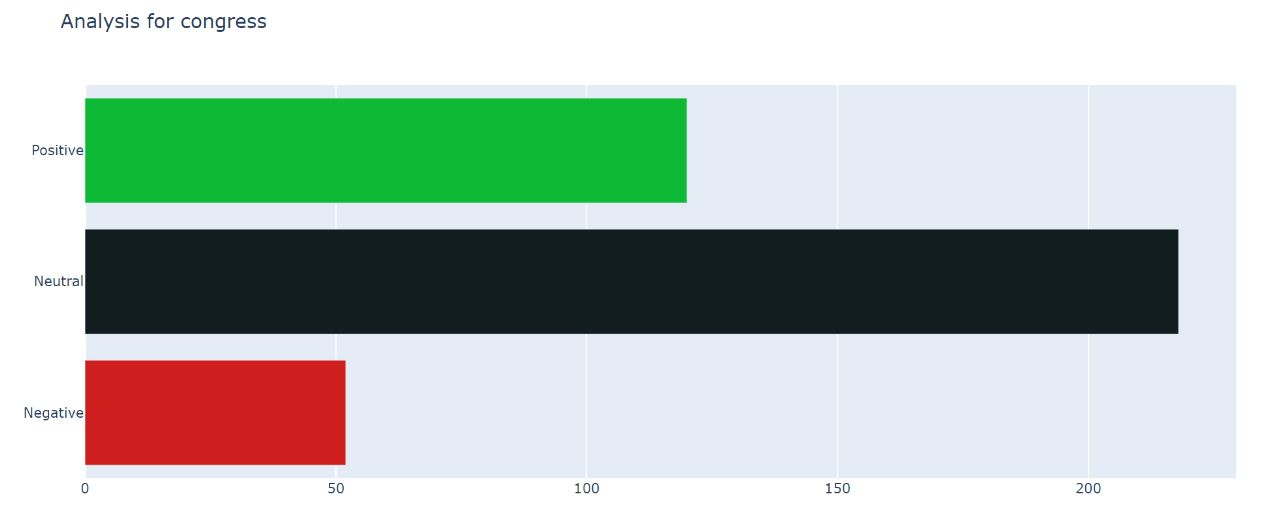 Analysis for congress
Positive
Neutral
Negative
0 50 100 150 200